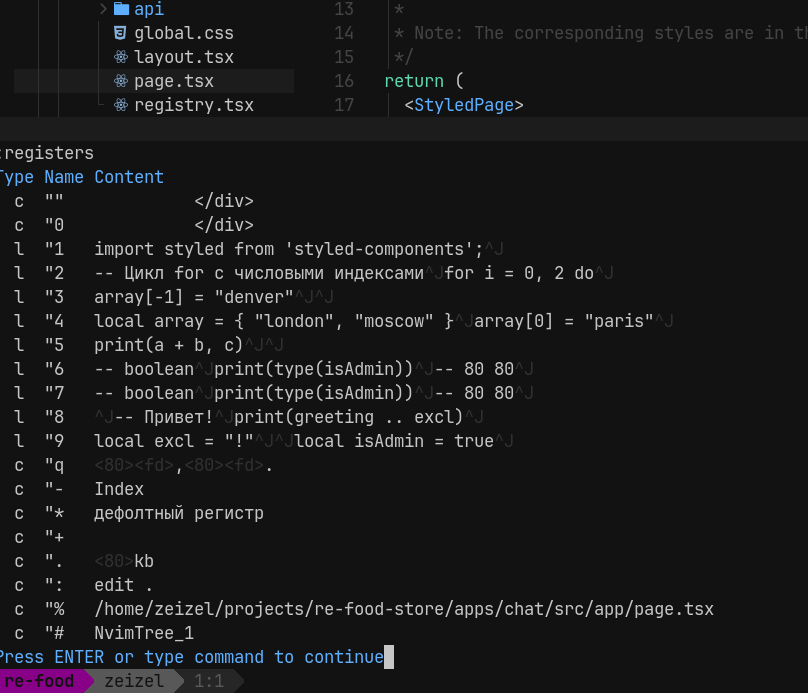 api
global.css
layout.tsx
page.tsx
registry.tsx
13 *
14 * Note: The corresponding styles are in th
15 */
16 return (
17 <StyledPage>
:registers
Type Name Content
c "" </div>
c "0 </div>
l "1 import styled from 'styled-components';^J
l "2 -- Цикл for с числовыми индексами^Jfor i = 0, 2 do^J
l "3 array[-1] = "denver"^J^J
l "4 local array = { "london", "moscow" }^Jarray[0] = "paris"^J
l "5 print(a + b, c)^J^J
l "6 -- boolean^Jprint(type(isAdmin))^J-- 80 80^J
l "7 -- boolean^Jprint(type(isAdmin))^J-- 80 80^J
l "8 ^J-- Привет!^Jprint(greeting .. excl)^J
l "9 local excl = "!"^J^Jlocal isAdmin = true^J
c "q <80><fd>,<80><fd>.
c "- Index
c "* дефолтный регистр
c "+
c ". <80>kb
c ": edit .
c "% /home/zeizel/projects/re-food-store/apps/chat/src/app/page.tsx
c "# NvimTree_1
Press ENTER or type command to continue
re-food zeizel 1:1